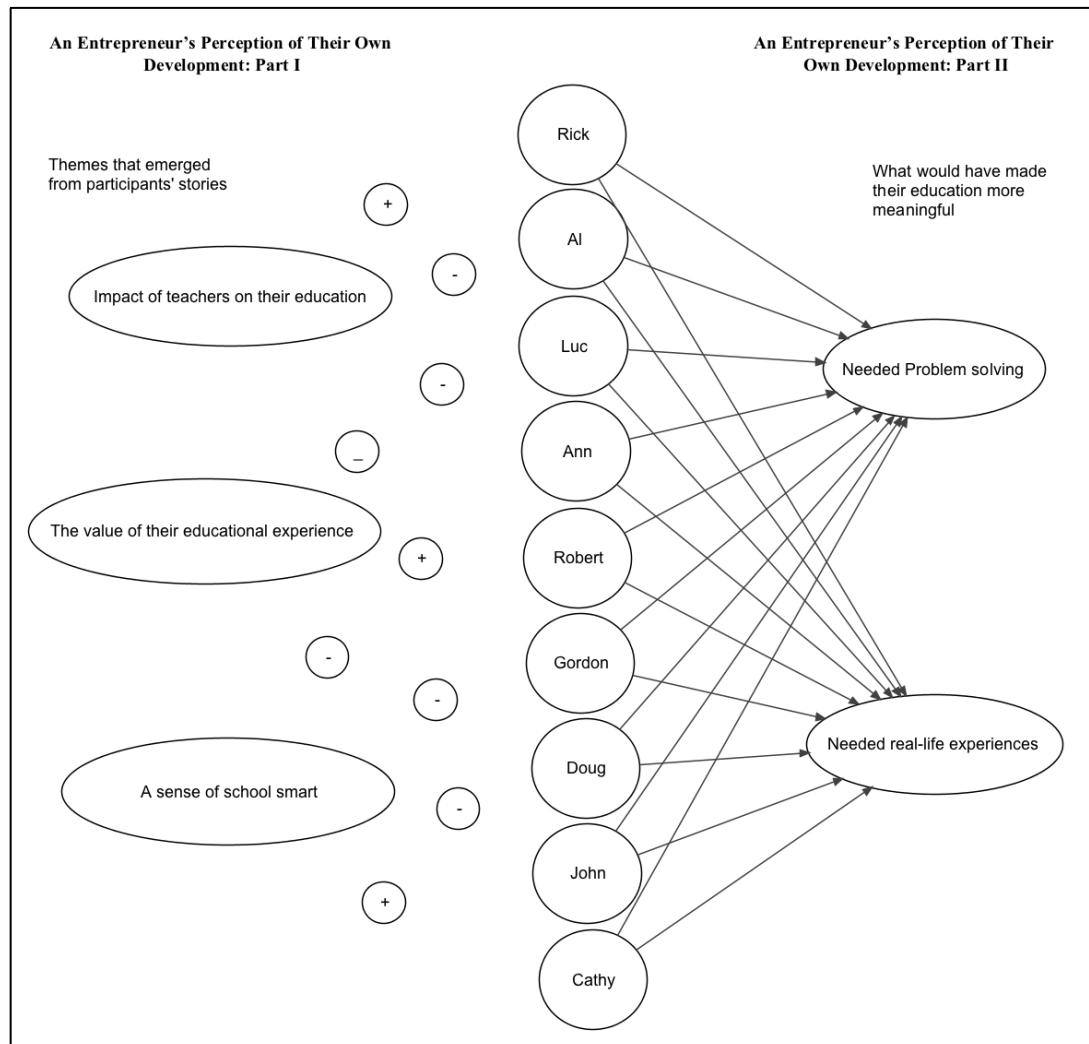 An Entrepreneur's Perception of Their Own
Development: Part I
An Entrepreneur's Perception of Their
Own Development: Part II
Themes that emerged
from participants' stories
What would have made
their education more
meaningful
+
-
Impact of teachers on their education
-
_
The value of their educational experience
+
-
-
A sense of school smart
-
+
Rick
Al
Luc
Ann
Robert
Gordon
Doug
John
Cathy
Needed Problem solving
Needed real-life experiences